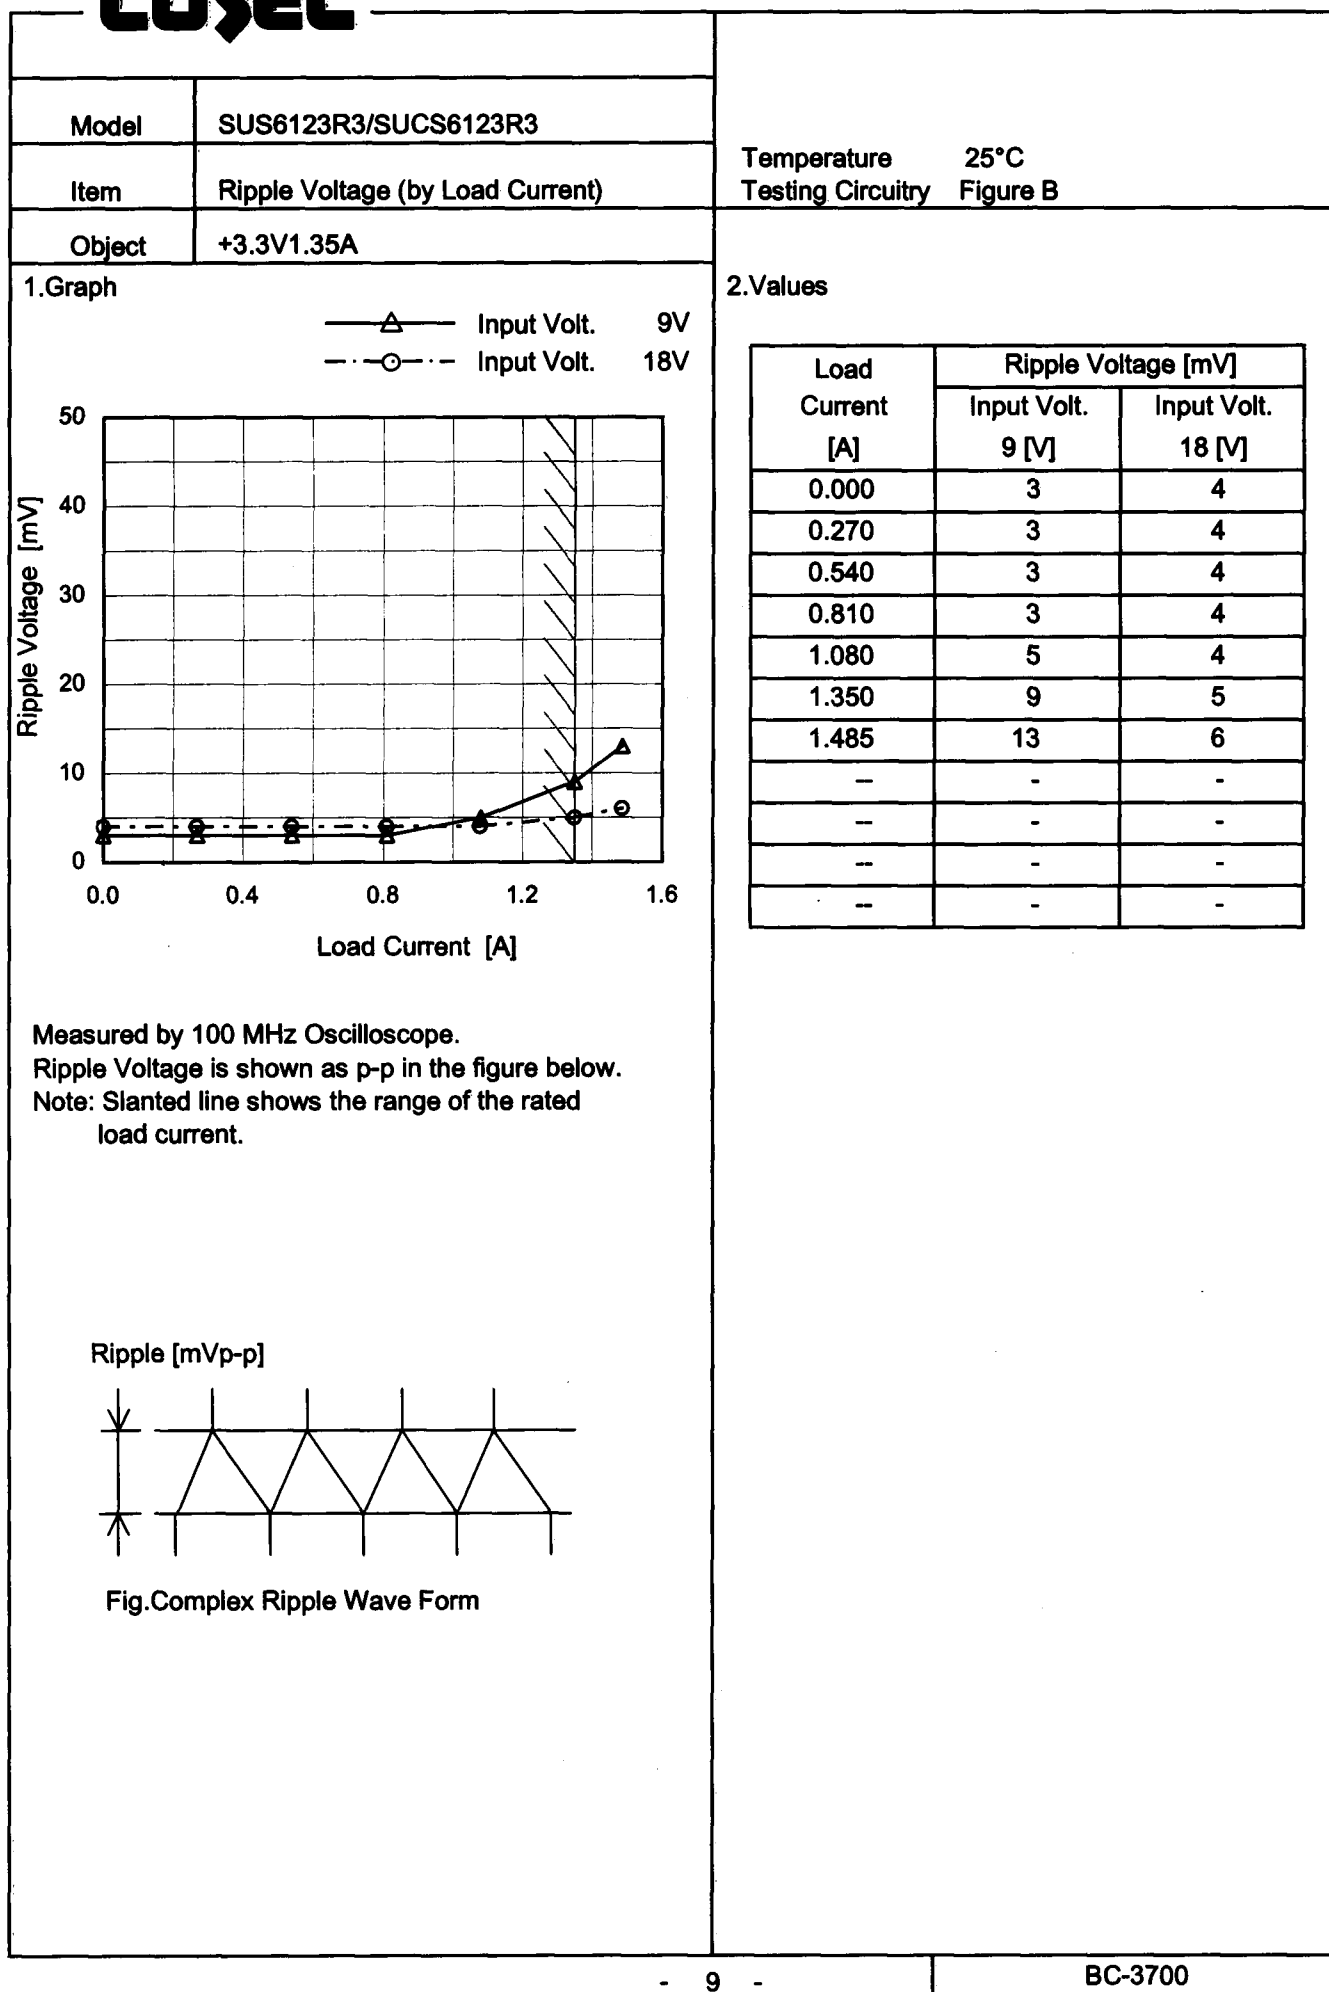 COSEL
Model SUS6123R3/SUCS6123R3
Item Ripple Voltage (by Load Current)
Object +3.3V1.35A
Temperature 25°C
Testing Circuitry Figure B
1.Graph
Input Volt. 9V
Input Volt. 18V
Ripple Voltage [mV]
50
40
30
20
10
0
0.0 0.4 0.8 1.2 1.6
Load Current [A]
Measured by 100 MHz Oscilloscope.
Ripple Voltage is shown as p-p in the figure below.
Note: Slanted line shows the range of the rated
load current.
Ripple [mVp-p]
Fig.Complex Ripple Wave Form
2.Values
Load Ripple Voltage [mV]
Current Input Volt. Input Volt.
[A] 9 [V] 18 [V]
0.000 3 4
0.270 3 4
0.540 3 4
0.810 3 4
1.080 5 4
1.350 9 5
1.485 13 6
-- - -
-- - -
-- - -
-- - -
- 9 -
BC-3700